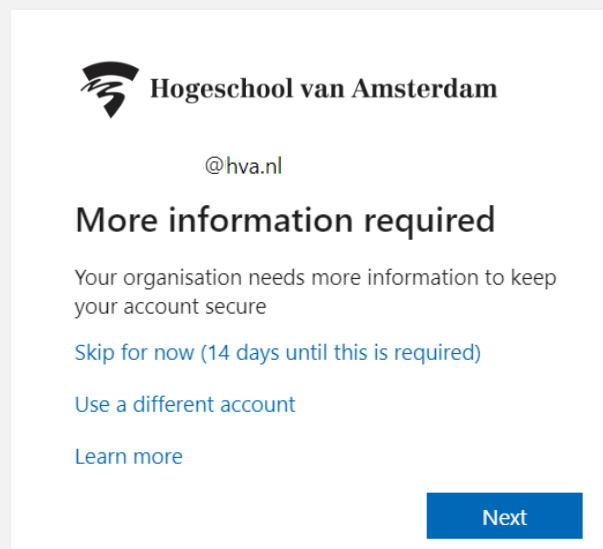 Hogeschool van Amsterdam
@hva.nl
More information required
Your organisation needs more information to keep
your account secure
Skip for now (14 days until this is required)
Use a different account
Learn more
Next